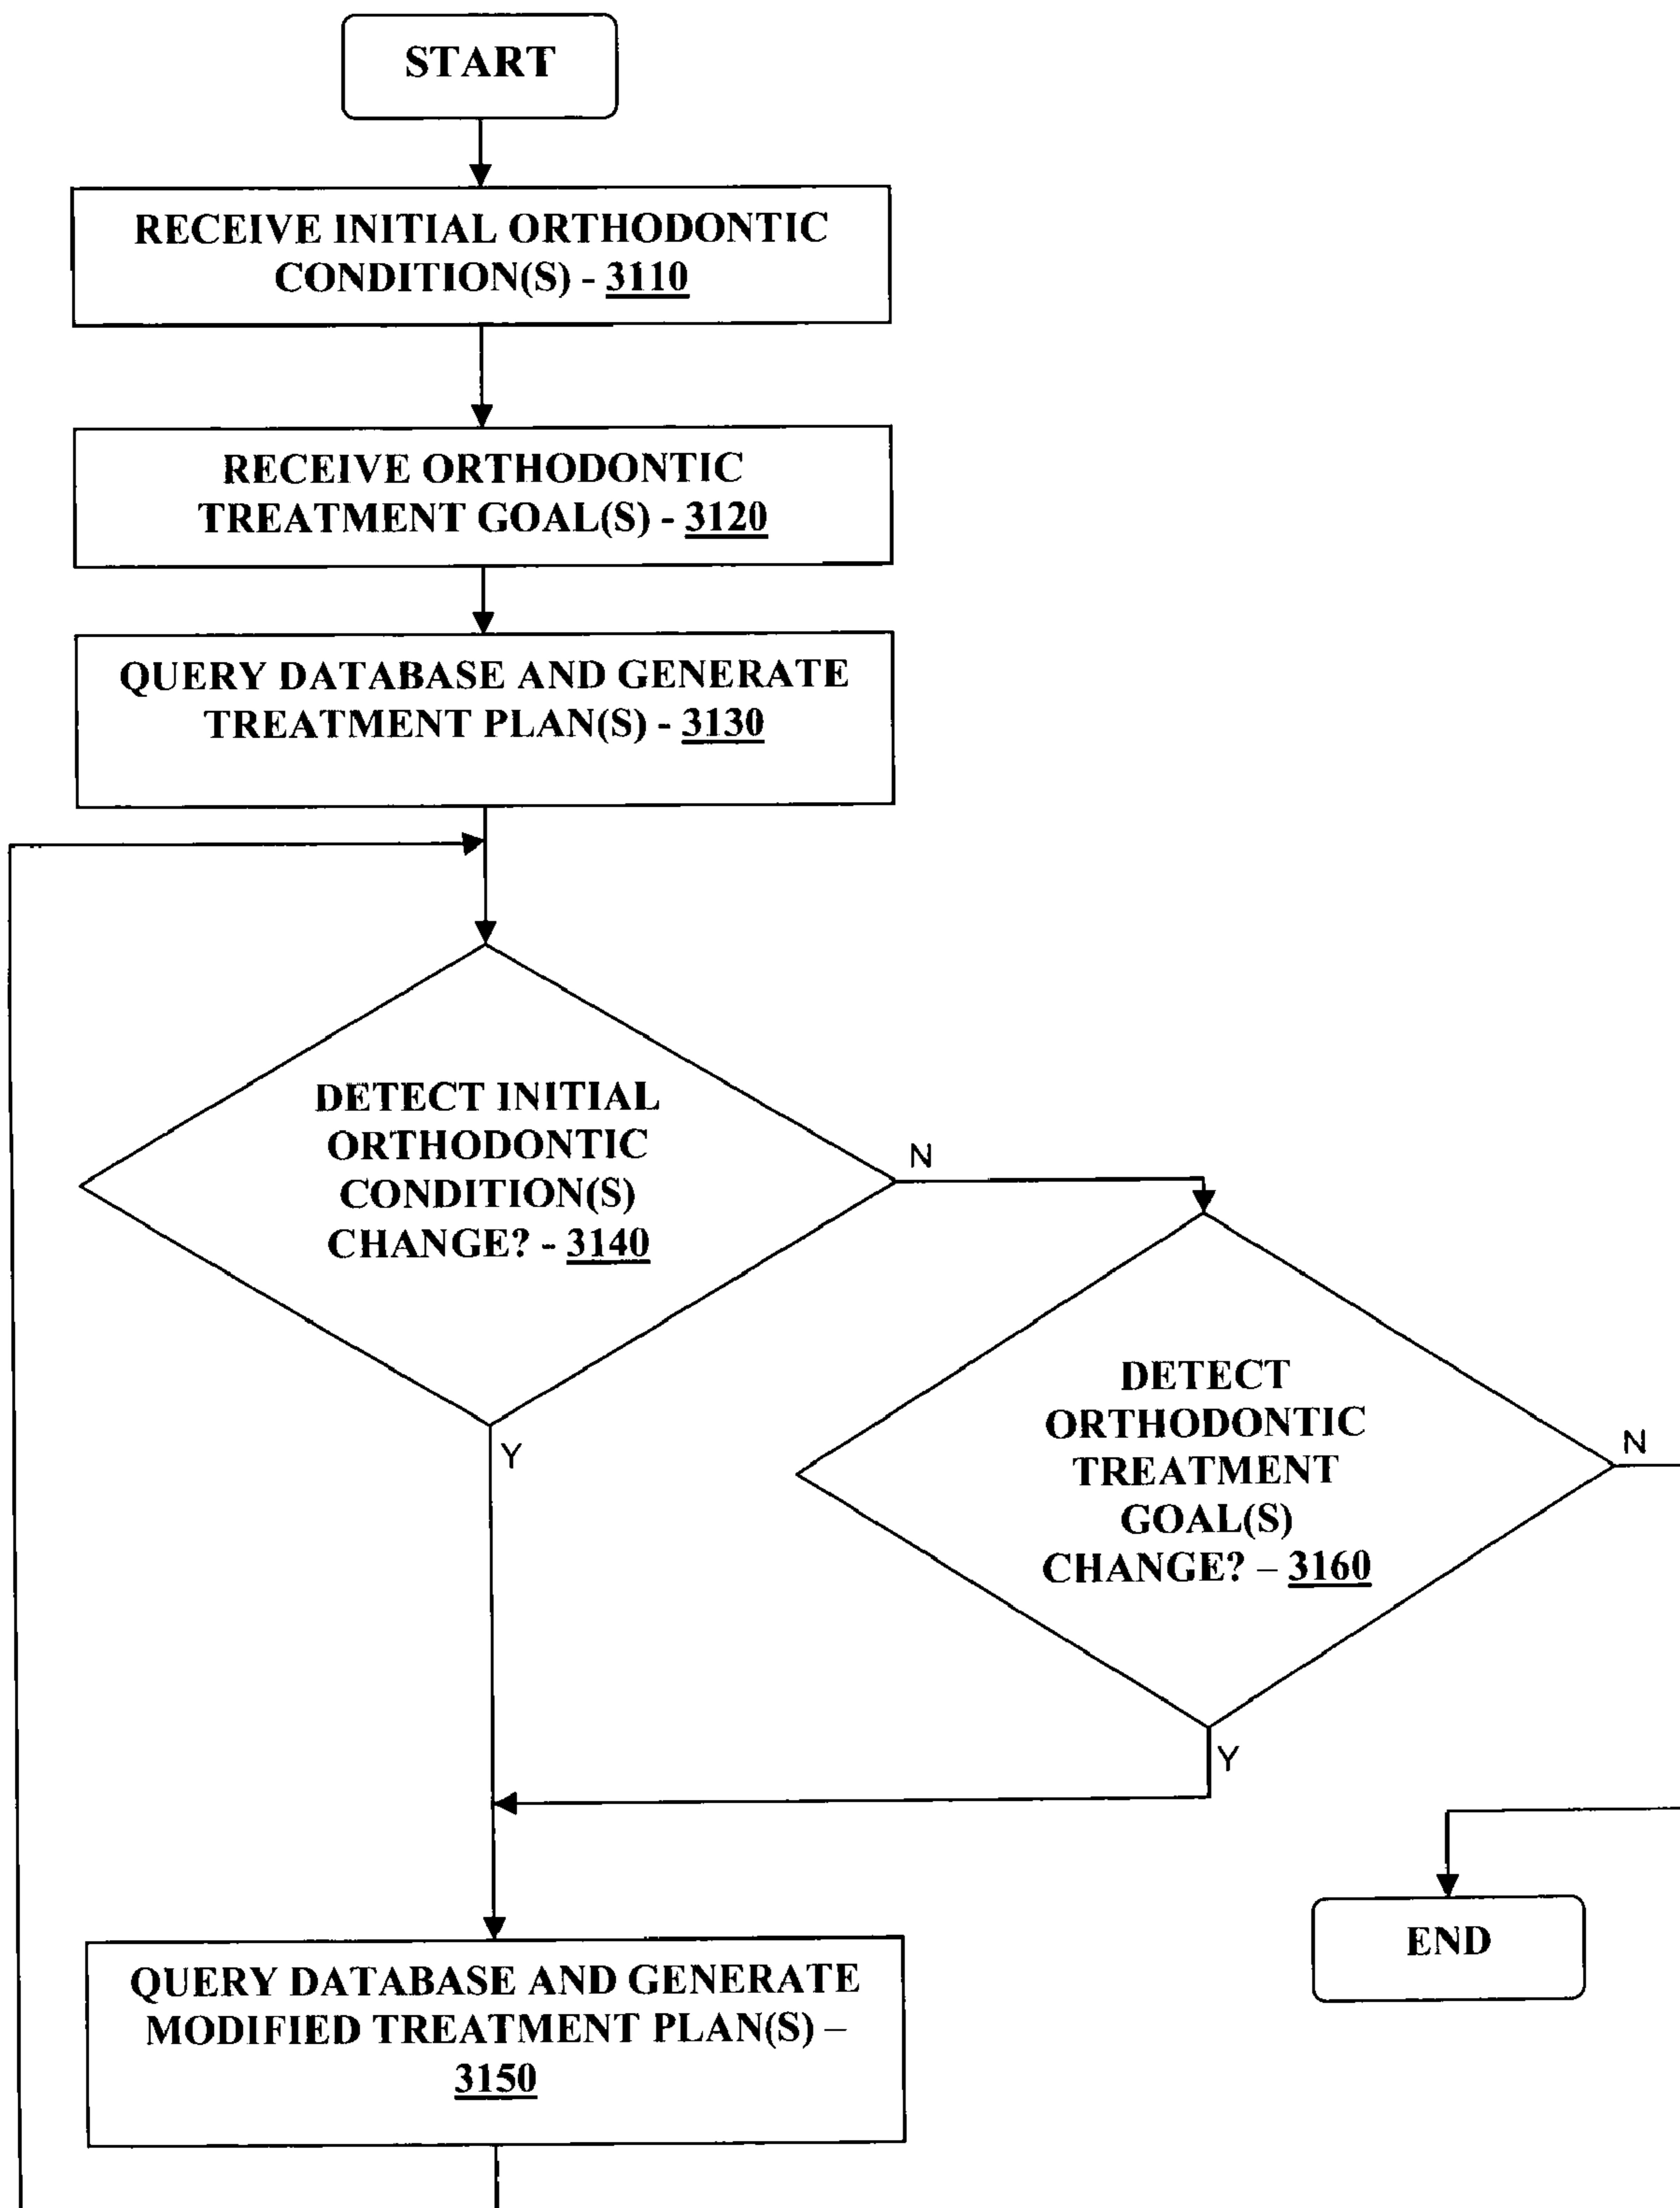 START
RECEIVE INITIAL ORTHODONTIC
CONDITION(S) - 3110
RECEIVE ORTHODONTIC
TREATMENT GOAL(S) - 3120
QUERY DATABASE AND GENERATE
TREATMENT PLAN(S) - 3130
DETECT INITIAL
ORTHODONTIC
CONDITION(S)
CHANGE? - 3140
N
Y
DETECT
ORTHODONTIC
TREATMENT
GOAL(S)
CHANGE? – 3160
N
Y
END
QUERY DATABASE AND GENERATE
MODIFIED TREATMENT PLAN(S) –
3150